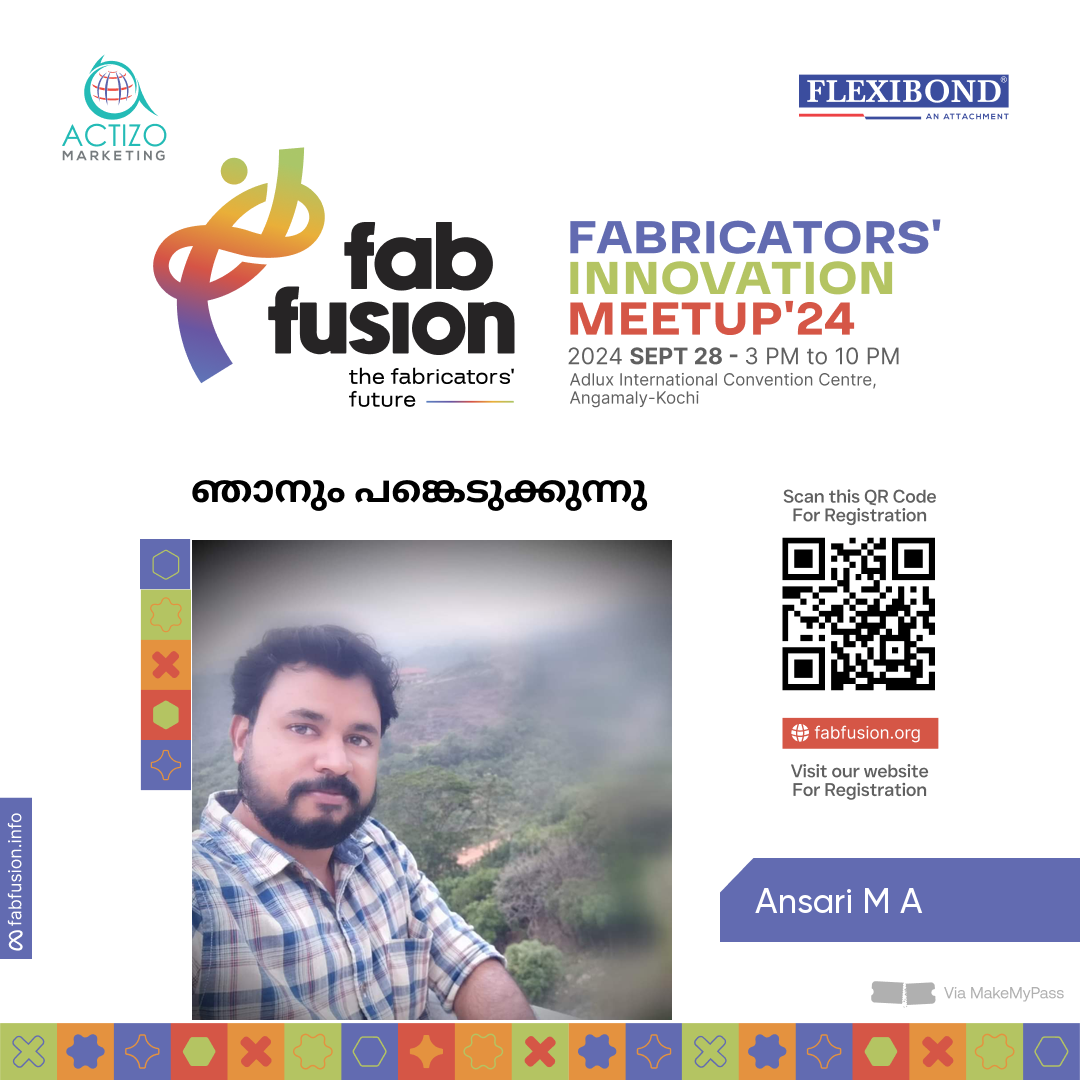 ACTIZO
MARKETING
FLEXIBOND®
AN ATTACHMENT
fab
fusion
the fabricators'
future
FABRICATORS'
INNOVATION
MEETUP'24
2024 SEPT 28 - 3 PM to 10 PM
Adlux International Convention Centre,
Angamaly-Kochi
ഞാനും പങ്കെടുക്കുന്നു
Scan this QR Code
For Registration
fabfusion.org
Visit our website
For Registration
fabfusion.info
Ansari M A
Via MakeMyPass